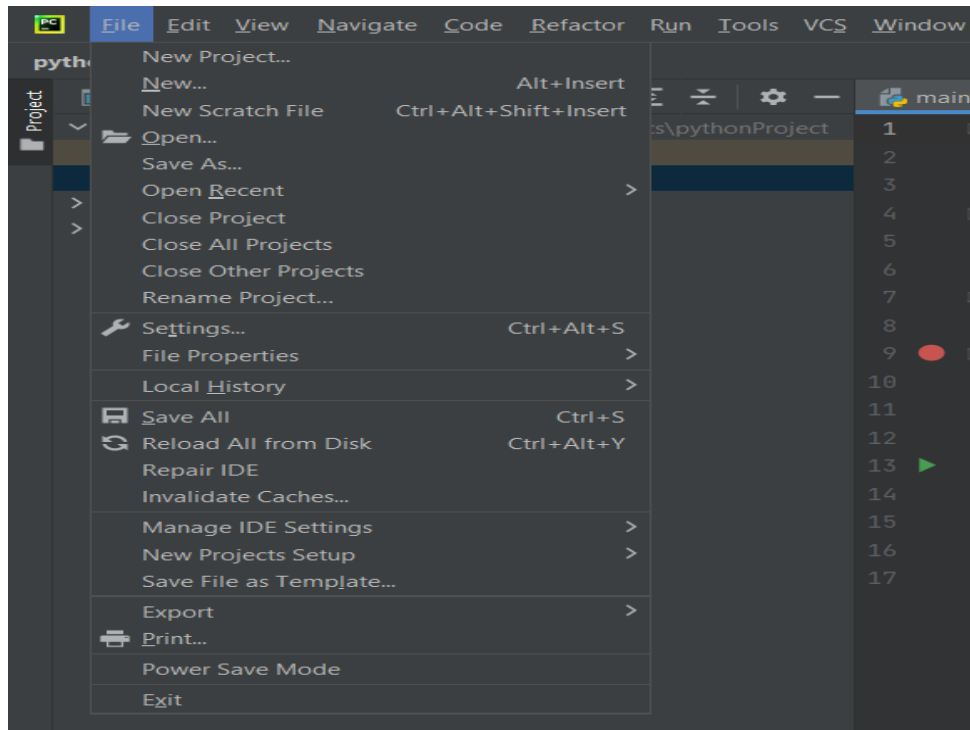 PC File Edit View Navigate Code Refactor Run Tools VCS Window
pyth
Project
New Project...
New... Alt+Insert
New Scratch File Ctrl+Alt+Shift+Insert
Open...
Save As...
Open Recent
Close Project
Close All Projects
Close Other Projects
Rename Project...
Settings... Ctrl+Alt+S
File Properties
Local History
Save All Ctrl+S
Reload All from Disk Ctrl+Alt+Y
Repair IDE
Invalidate Caches...
Manage IDE Settings
New Projects Setup
Save File as Template...
Export
Print...
Power Save Mode
Exit
main
ts\pythonProject
1
2
3
4
5
6
7
8
9
10
11
12
13
14
15
16
17